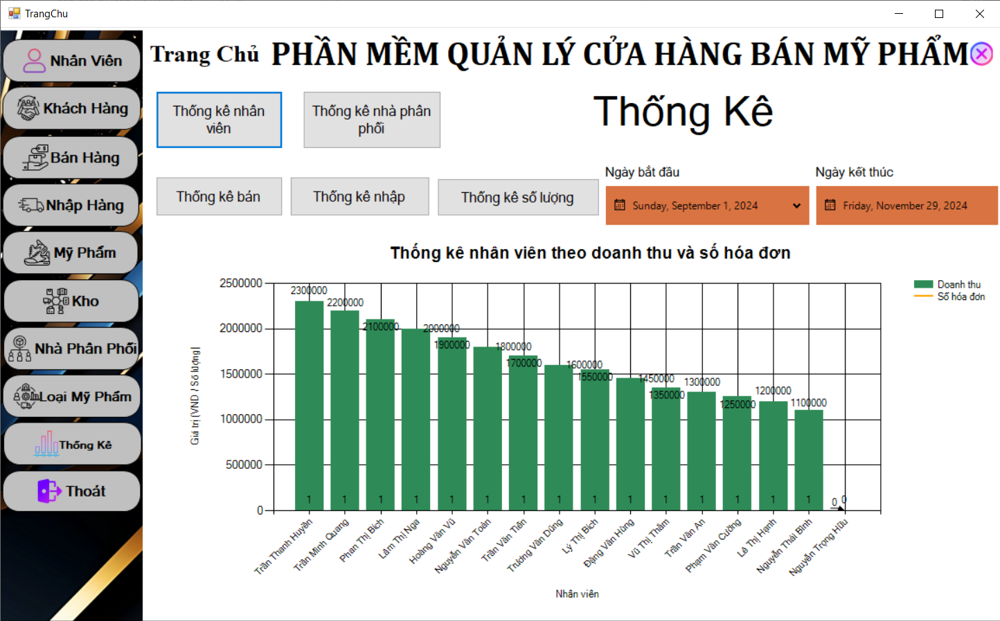 TrangChu
Nhân Viên
Khách Hàng
Bán Hàng
Nhập Hàng
Mỹ Phẩm
Kho
Nhà Phân Phối
Loại Mỹ Phẩm
Thống Kê
Thoát
Trang Chủ
PHẦN MỀM QUẢN LÝ CỬA HÀNG BÁN MỸ PHẨM
Thống kê nhân
viên
Thống kê nhà phân
phối
Thống Kê
Thống kê bán
Thống kê nhập
Thống kê số lượng
Ngày bắt đầu
Sunday, September 1, 2024
Ngày kết thúc
Friday, November 29, 2024
Thống kê nhân viên theo doanh thu và số hóa đơn
Doanh thu
Số hóa đơn
Giá trị (VND / Số lượng)
2500000
2000000
1500000
1000000
500000
0
2300000
2200000
2100000
2000000
1900000
1800000
1700000
1600000
1550000
1450000
1350000
1300000
1250000
1200000
1100000
0
1 1 1 1 1 1 1 1 1 1 1 1 1 1 1 0
Trần Thanh Huyền
Trần Minh Quang
Phan Thị Bích
Lâm Thị Nga
Hoàng Văn Vũ
Nguyễn Văn Toàn
Trần Văn Tiến
Trương Văn Dũng
Lý Thị Bích
Đặng Văn Hùng
Vũ Thị Thắm
Trần Văn An
Phạm Văn Cường
Lê Thị Hạnh
Nguyễn Thái Bình
Nguyễn Trọng Hữu
Nhân viên